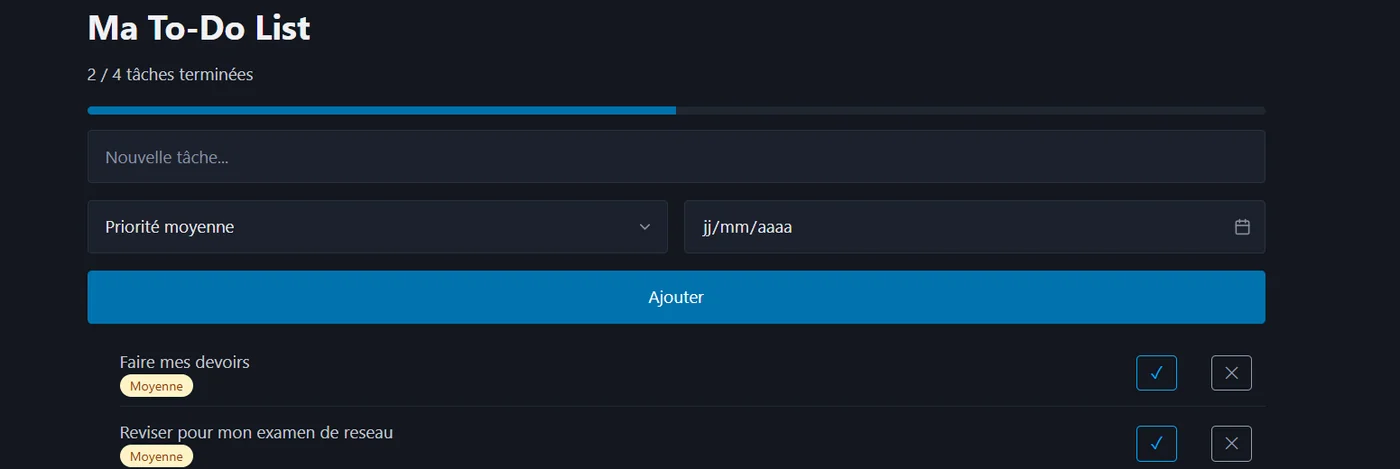 Ma To-Do List
2 / 4 tâches terminées
Nouvelle tâche...
Priorité moyenne
jj/mm/aaaa
Ajouter
Faire mes devoirs
Moyenne
Reviser pour mon examen de reseau
Moyenne